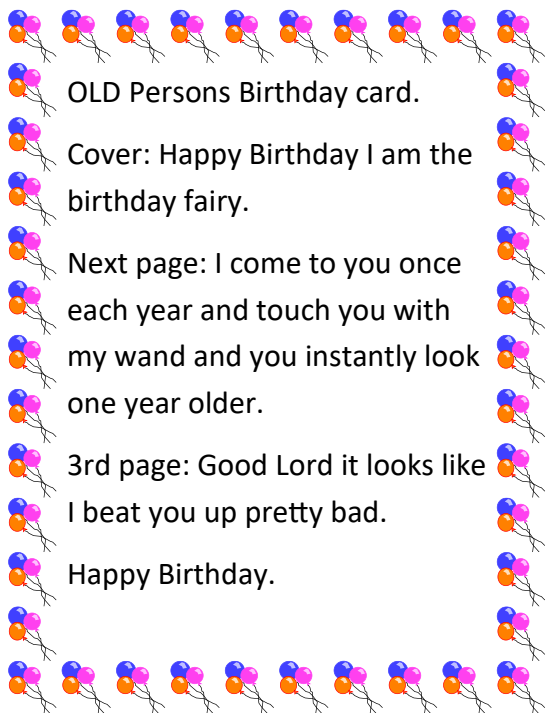 OLD Persons Birthday card.
Cover: Happy Birthday I am the
birthday fairy.
Next page: I come to you once
each year and touch you with
my wand and you instantly look
one year older.
3rd page: Good Lord it looks like
I beat you up pretty bad.
Happy Birthday.